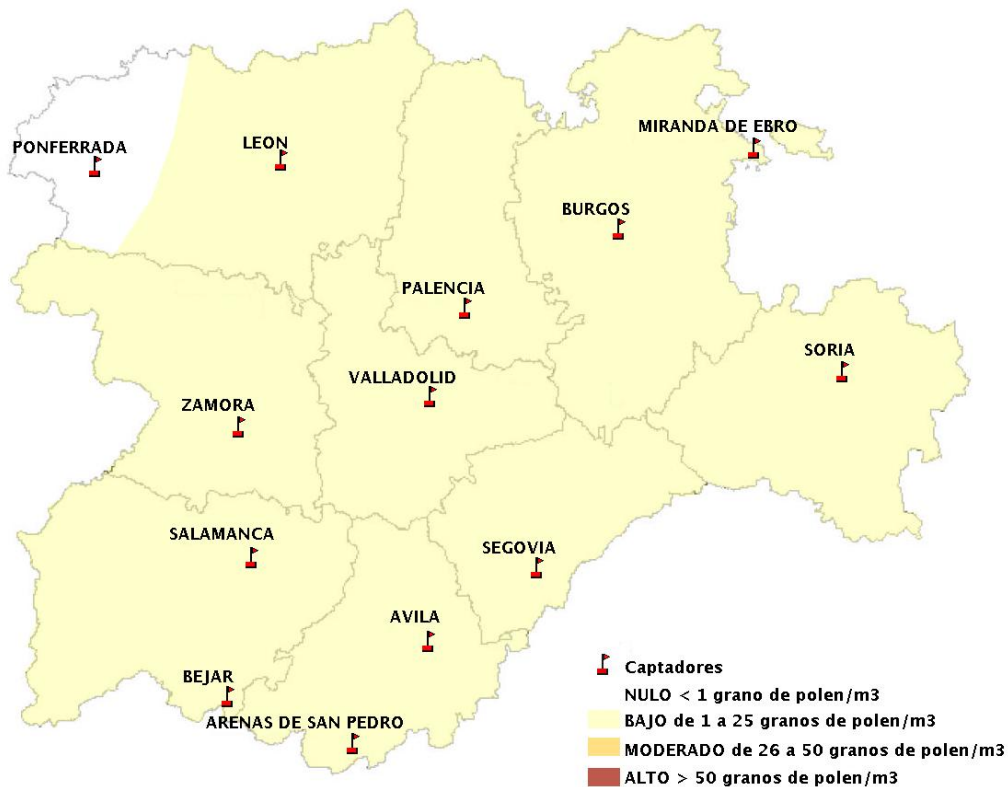 MIRANDA DE EBRO
PONFERRADA
LEON
BURGOS
PALENCIA
SORIA
VALLADOLID
ZAMORA
SALAMANCA
SEGOVIA
AVILA
BEJAR
ARENAS DE SAN PEDRO
Captadores
NULO < 1 grano de polen/m3
BAJO de 1 a 25 granos de polen/m3
MODERADO de 26 a 50 granos de polen/m3
ALTO > 50 granos de polen/m3